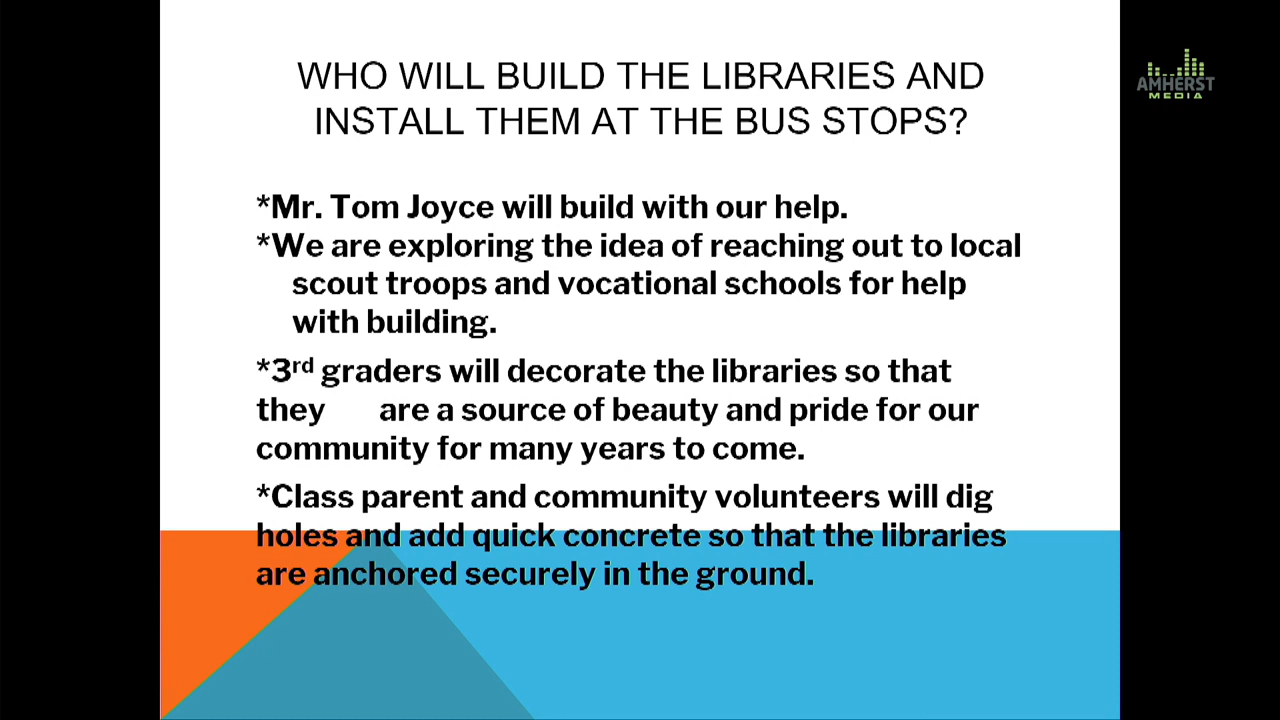 WHO WILL BUILD THE LIBRARIES AND
INSTALL THEM AT THE BUS STOPS?
AMHERST
MEDIA
*Mr. Tom Joyce will build with our help.
*We are exploring the idea of reaching out to local
scout troops and vocational schools for help
with building.
*3rd graders will decorate the libraries so that
they are a source of beauty and pride for our
community for many years to come.
*Class parent and community volunteers will dig
holes and add quick concrete so that the libraries
are anchored securely in the ground.